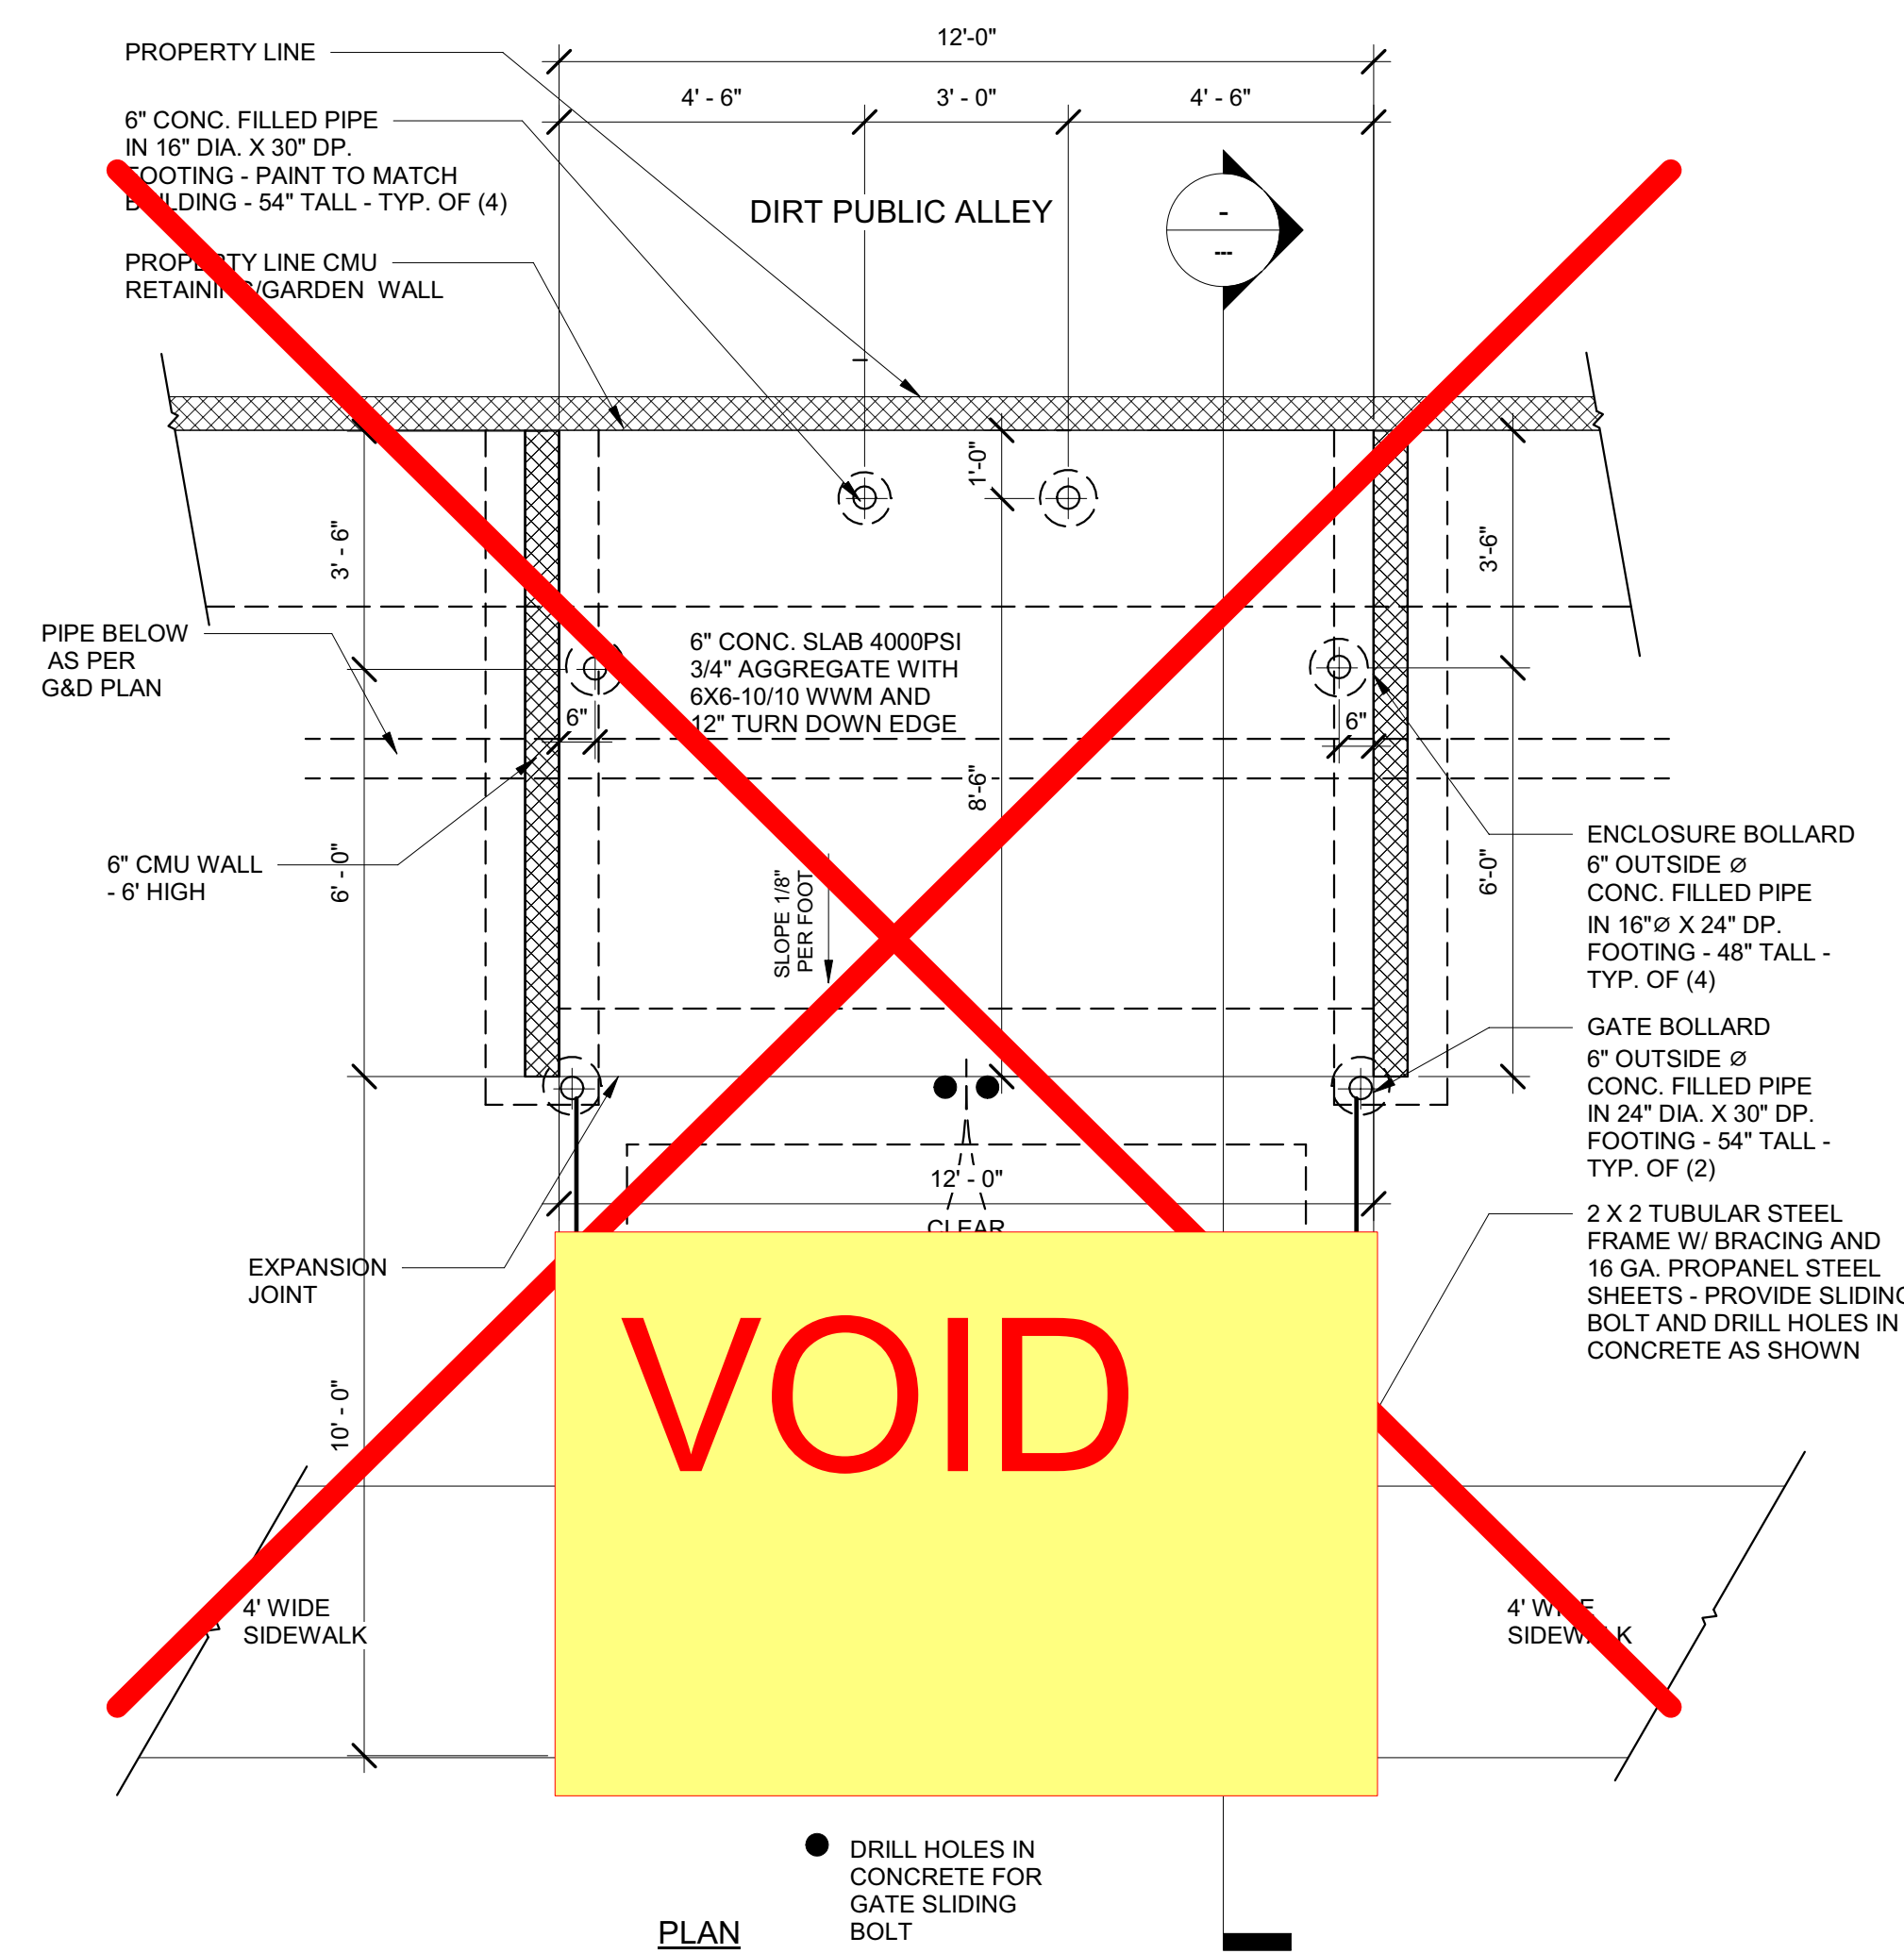 12'-0"
PROPERTY LINE
4' - 6"
3' - 0"
4' - 6"
6" CONC. FILLED PIPE
IN 16" DIA. X 30" DP.
FOOTING - PAINT TO MATCH
BUILDING - 54" TALL - TYP. OF (4)
DIRT PUBLIC ALLEY
-
---
PROPERTY LINE CMU
RETAINING/GARDEN WALL
1'-0"
3' - 6"
3'-6"
PIPE BELOW
AS PER
G&D PLAN
6" CONC. SLAB 4000PSI
3/4" AGGREGATE WITH
6X6-10/10 WWM AND
12" TURN DOWN EDGE
6"
6"
8'-6"
6" CMU WALL
- 6' HIGH
6' - 0"
6'-0"
SLOPE 1/8"
PER FOOT
ENCLOSURE BOLLARD
6" OUTSIDE Ø
CONC. FILLED PIPE
IN 16"Ø X 24" DP.
FOOTING - 48" TALL -
TYP. OF (4)
GATE BOLLARD
6" OUTSIDE Ø
CONC. FILLED PIPE
IN 24" DIA. X 30" DP.
FOOTING - 54" TALL -
TYP. OF (2)
12' - 0"
CLEAR
2 X 2 TUBULAR STEEL
FRAME W/ BRACING AND
16 GA. PROPANEL STEEL
SHEETS - PROVIDE SLIDING
BOLT AND DRILL HOLES IN
CONCRETE AS SHOWN
EXPANSION
JOINT
VOID
10' - 0"
4' WIDE
SIDEWALK
4' WIDE
SIDEWALK
DRILL HOLES IN
CONCRETE FOR
GATE SLIDING
BOLT
PLAN